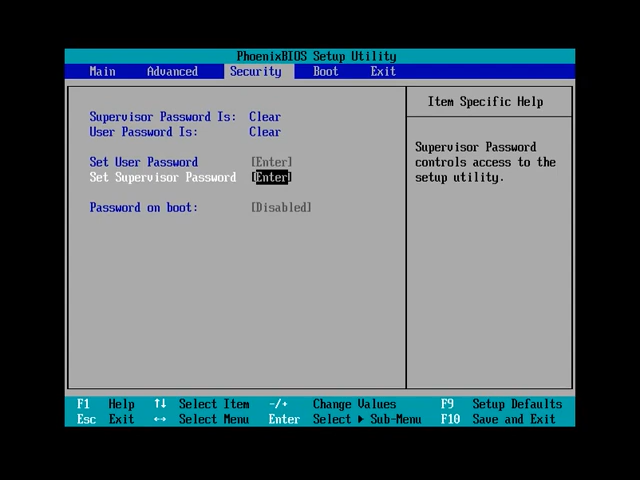 PhoenixBIOS Setup Utility
Main Advanced Security Boot Exit
Item Specific Help
Supervisor Password Is: Clear
User Password Is: Clear
Set User Password [Enter]
Set Supervisor Password [Enter]
Password on boot: [Disabled]
Supervisor Password
controls access to the
setup utility.
F1 Help ↑↓ Select Item -/+ Change Values F9 Setup Defaults
Esc Exit ↔ Select Menu Enter Select ▶ Sub-Menu F10 Save and Exit